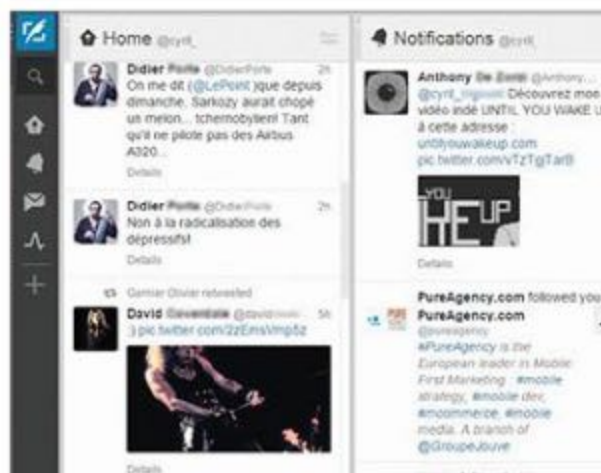 Home @cyril_
Didier @DidierPorte 2h
On me dit (@LePoint )que depuis
dimanche, Sarkozy aurait chopé
un melon... tchernobylien! Tant
qu'il ne pilote pas des Airbus
A320...
Details
Didier @DidierPorte 2h
Non à la radicalisation des
dépressifs!
Details
Garnier Olivier retweeted
David 5h
;) pic.twitter.com/2zEmsVmp5z
Details
Notifications @cyril_
Anthony @Anthony...
Découvrez mon
vidéo indé UNTIL YOU WAKE U
à cette adresse :
untilyouwakeup.com
pic.twitter.com/vTzTgjTarB
YOU
KE UP
Details
PureAgency.com followed you
PureAgency.com
@pureagency
#PureAgency is the
European leader in Mobile
First Marketing : #mobile
strategy, #mobile dev,
#mcommerce, #mobile
media. A branch of
@GroupeJouve